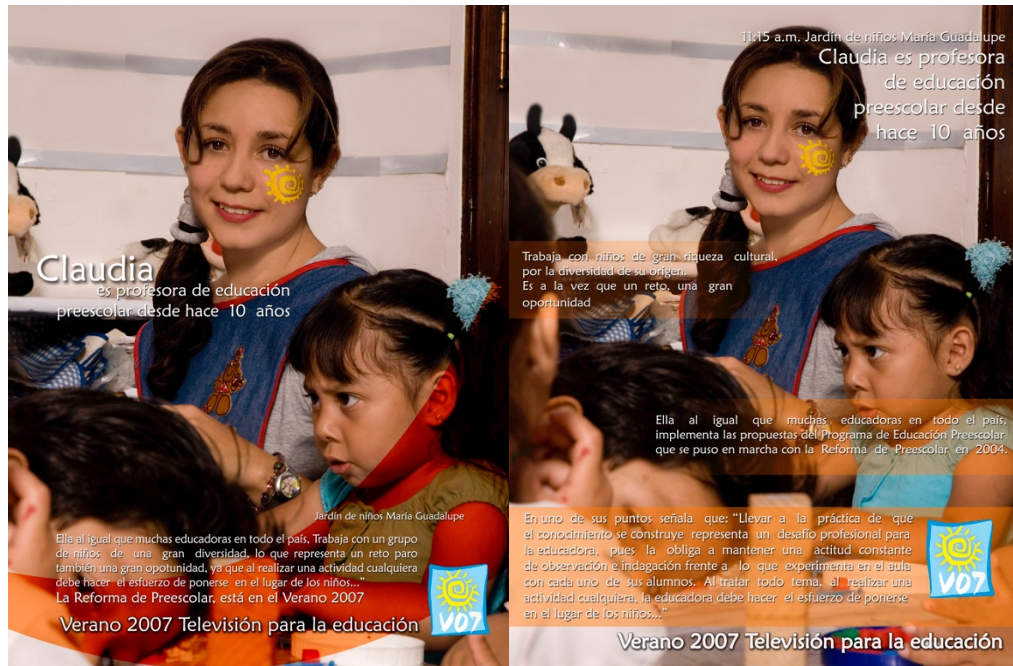 Claudia
es profesora de educación
preescolar desde hace 10 años
Jardín de niños María Guadalupe
Ella al igual que muchas educadoras en todo el país, Trabaja con un grupo
de niños de una gran diversidad, lo que representa un reto paro
también una gran opotunidad, ya que al realizar una actividad cualquiera
debe hacer el esfuerzo de ponerse en el lugar de los niños..."
La Reforma de Preescolar, está en el Verano 2007
V07
Verano 2007 Televisión para la educación
11:15 a.m. Jardín de niños María Guadalupe
Claudia es profesora
de educación
preescolar desde
hace 10 años
Trabaja con niños de gran riqueza cultural,
por la diversidad de su origen.
Es a la vez que un reto, una gran
oportunidad
Ella al igual que muchas educadoras en todo el país,
implementa las propuestas del Programa de Educación Preescolar
que se puso en marcha con la Reforma de Preescolar en 2004.
En uno de sus puntos señala que: "Llevar a la práctica de que
el conocimiento se construye representa un desafío profesional para
la educadora, pues la obliga a mantener una actitud constante
de observación e indagación frente a lo que experimenta en el aula
con cada uno de sus alumnos. Al tratar todo tema, al realizar una
actividad cualquiera, la educadora debe hacer el esfuerzo de ponerse
en el lugar de los niños..."
V07
Verano 2007 Televisión para la educación